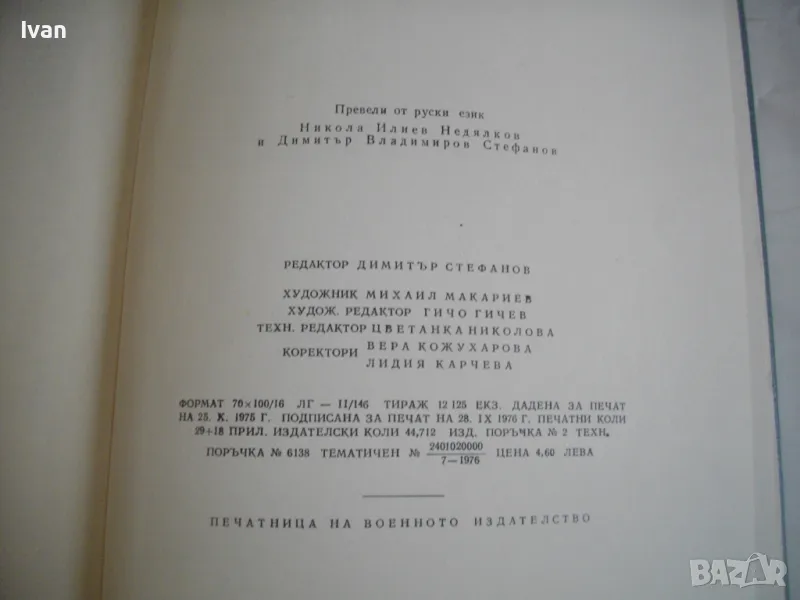 Ivan
Превели от руски език
Никола Илиев Недялков
и Димитър Владимиров Стефанов
РЕДАКТОР ДИМИТЪР СТЕФАНОВ
ХУДОЖНИК МИХАИЛ МАКАРИЕВ
ХУДОЖ. РЕДАКТОР ГИЧО ГИЧЕВ
ТЕХН. РЕДАКТОР ЦВЕТАНКА НИКОЛОВА
КОРЕКТОРИ ВЕРА КОЖУХАРОВА
ЛИДИЯ КАРЧЕВА
ФОРМАТ 70×100/16 ЛГ — II/146 ТИРАЖ 12 125 ЕКЗ. ДАДЕНА ЗА ПЕЧАТ
НА 25. X. 1975 Г. ПОДПИСАНА ЗА ПЕЧАТ НА 28. IX 1976 Г. ПЕЧАТНИ КОЛИ
29+18 ПРИЛ. ИЗДАТЕЛСКИ КОЛИ 44,712 ИЗД. ПОРЪЧКА № 2 ТЕХН.
ПОРЪЧКА № 6138 ТЕМАТИЧЕН № 2401020000/7—1976 ЦЕНА 4,60 ЛЕВА
ПЕЧАТНИЦА НА ВОЕННОТО ИЗДАТЕЛСТВО
BAZAR